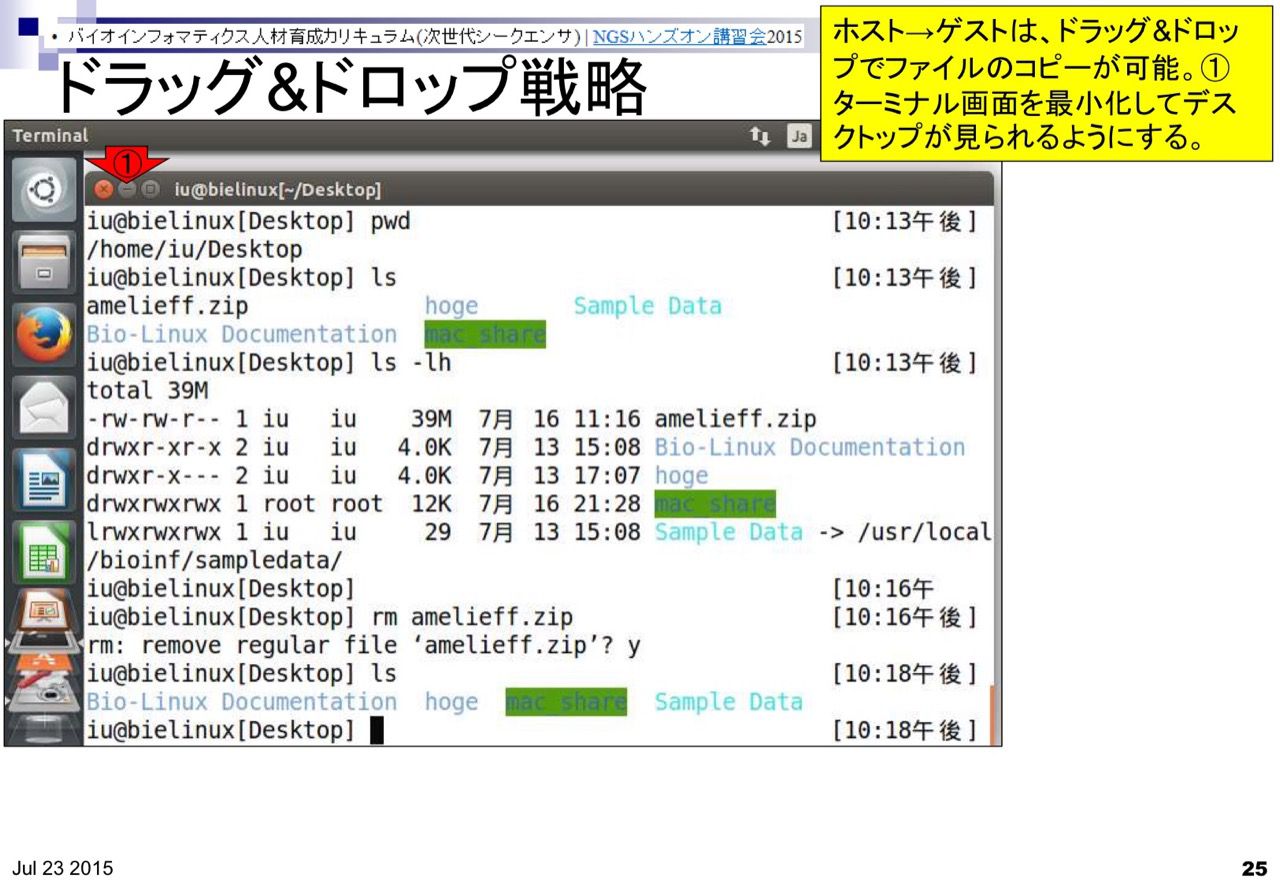 • バイオインフォマティクス人材育成カリキュラム(次世代シークエンサ) | NGSハンズオン講習会2015
ドラッグ&ドロップ戦略
ホスト→ゲストは、ドラッグ&ドロッ
プでファイルのコピーが可能。①
ターミナル画面を最小化してデス
クトップが見られるようにする。
Terminal
Ja
①
iu@bielinux[~/Desktop]
iu@bielinux[Desktop] pwd [10:13午後]
/home/iu/Desktop
iu@bielinux[Desktop] ls [10:13午後]
amelieff.zip hoge Sample Data
Bio-Linux Documentation mac_share
iu@bielinux[Desktop] ls -lh [10:13午後]
total 39M
-rw-rw-r-- 1 iu iu 39M 7月 16 11:16 amelieff.zip
drwxr-xr-x 2 iu iu 4.0K 7月 13 15:08 Bio-Linux Documentation
drwxr-x--- 2 iu iu 4.0K 7月 13 17:07 hoge
drwxrwxrwx 1 root root 12K 7月 16 21:28 mac_share
lrwxrwxrwx 1 iu iu 29 7月 13 15:08 Sample Data -> /usr/local
/bioinf/sampledata/
iu@bielinux[Desktop] [10:16午
iu@bielinux[Desktop] rm amelieff.zip [10:16午後]
rm: remove regular file ‘amelieff.zip’? y
iu@bielinux[Desktop] ls [10:18午後]
Bio-Linux Documentation hoge mac_share Sample Data
iu@bielinux[Desktop] [10:18午後]
Jul 23 2015
25